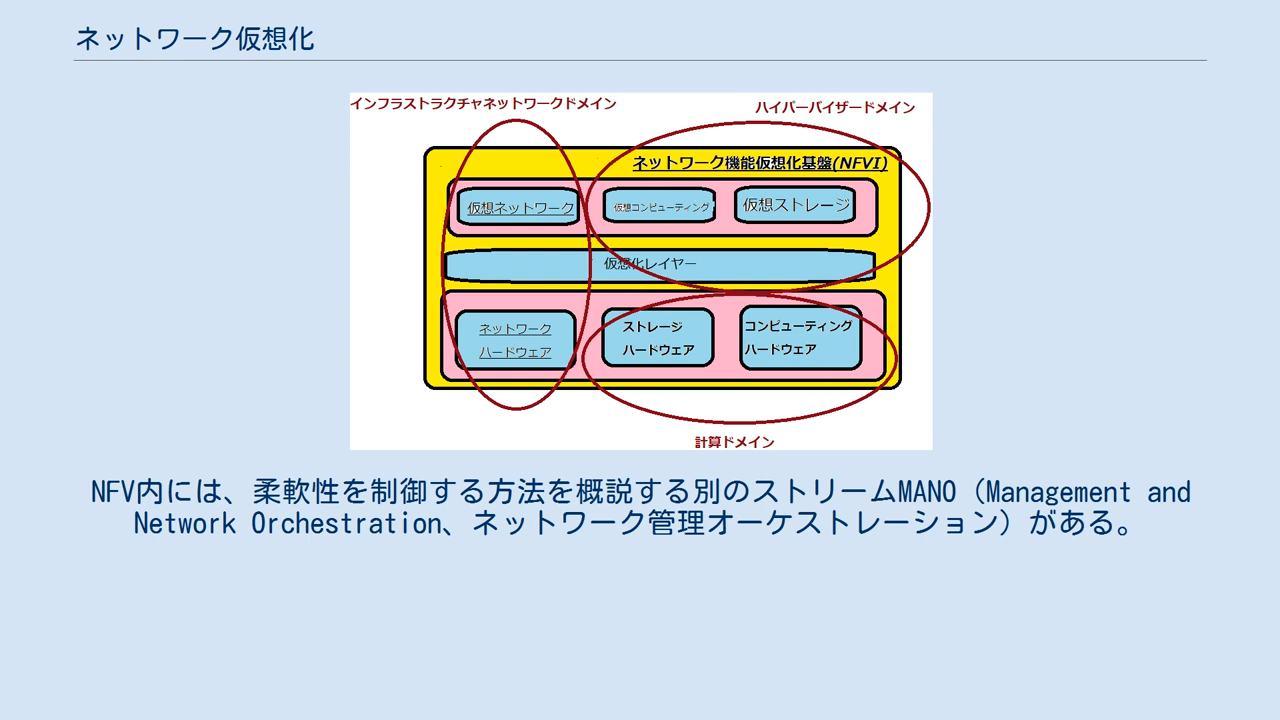 ネットワーク仮想化
インフラストラクチャネットワークドメイン
ハイパーバイザードメイン
ネットワーク機能仮想化基盤(NFVI)
仮想ネットワーク
仮想コンピューティング
仮想ストレージ
仮想化レイヤー
ネットワーク
ハードウェア
ストレージ
ハードウェア
コンピューティング
ハードウェア
計算ドメイン
NFV内には、柔軟性を制御する方法を概説する別のストリームMANO（Management and
Network Orchestration、ネットワーク管理オーケストレーション）がある。